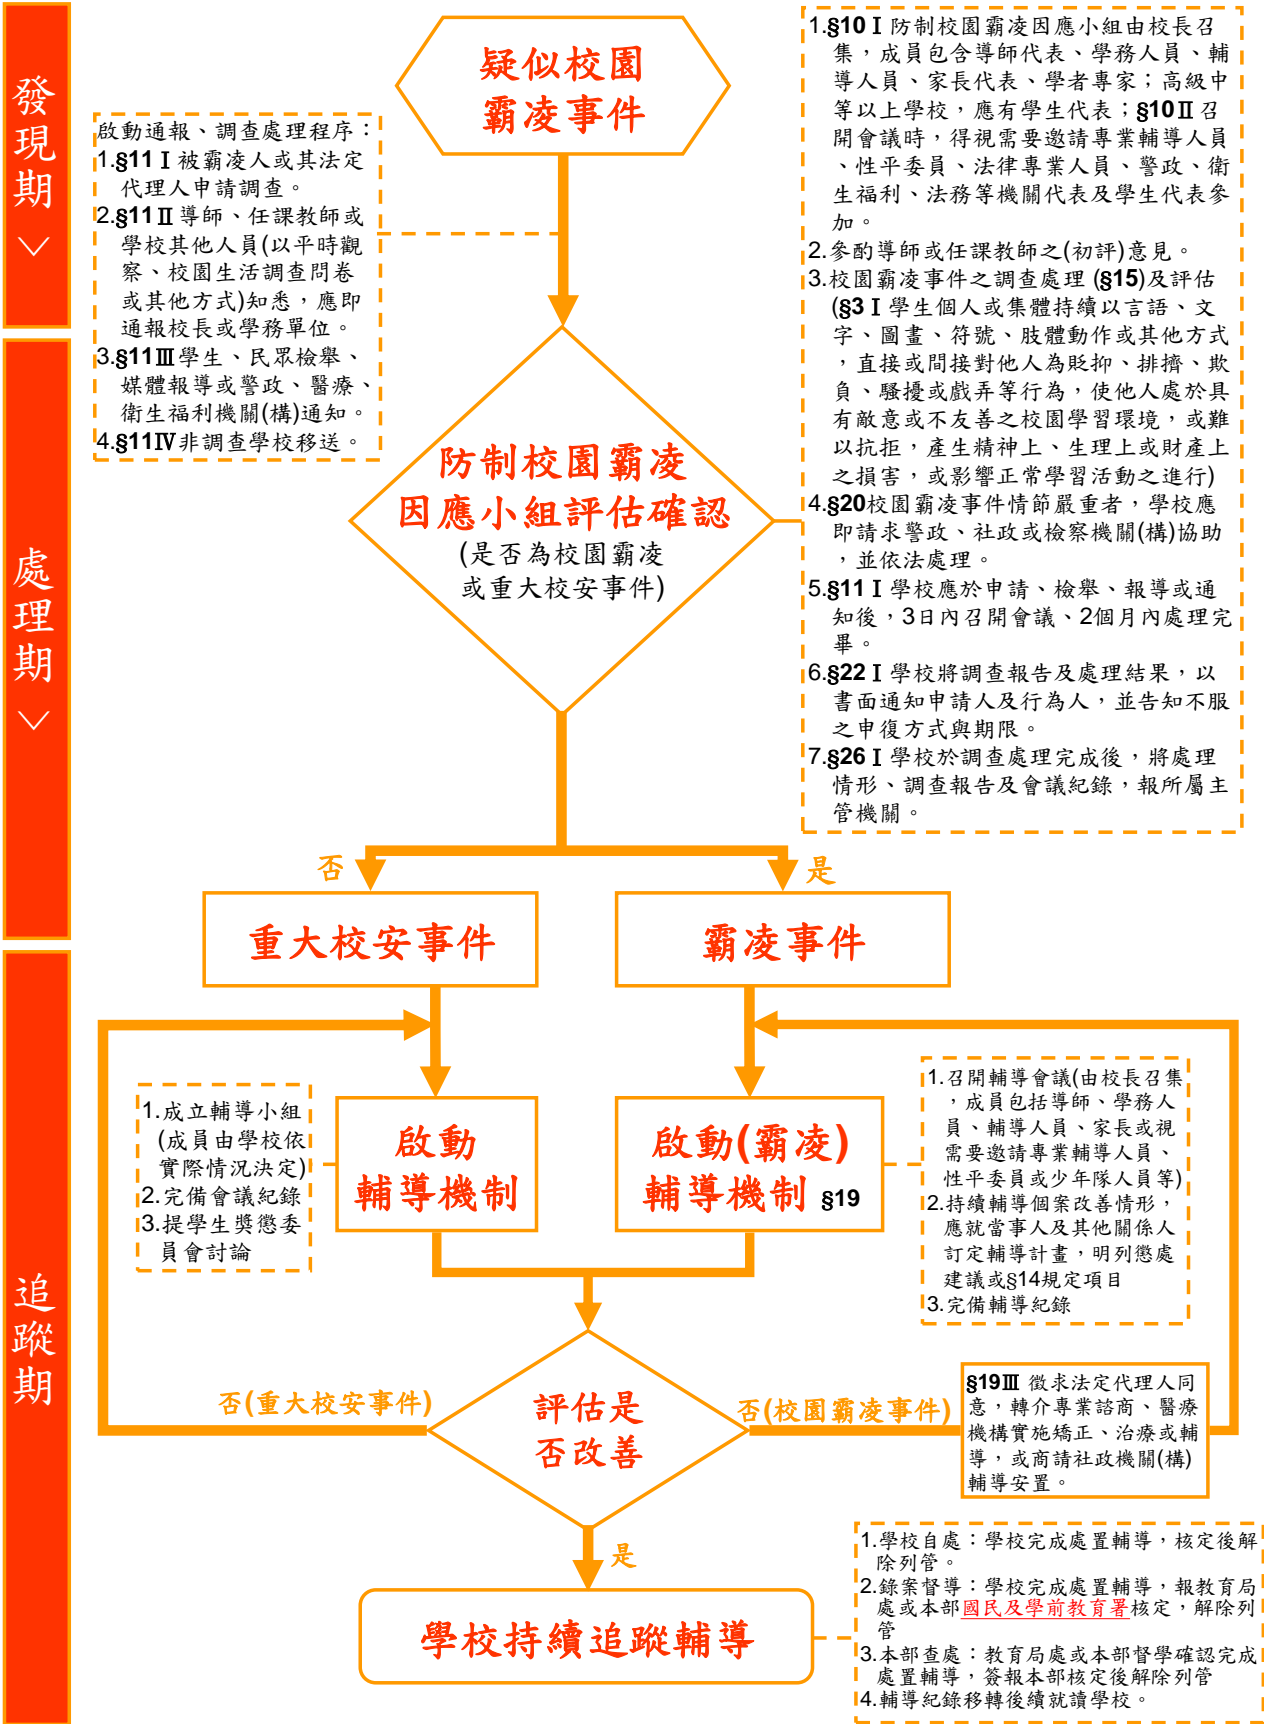 發現期
﹀
處理期
﹀
追蹤期
疑似校園
霸凌事件
啟動通報、調查處理程序：
1.§11Ⅰ被霸凌人或其法定
代理人申請調查。
2.§11Ⅱ導師、任課教師或
學校其他人員(以平時觀
察、校園生活調查問卷
或其他方式)知悉，應即
通報校長或學務單位。
3.§11Ⅲ學生、民眾檢舉、
媒體報導或警政、醫療、
衛生福利機關(構)通知。
4.§11Ⅳ非調查學校移送。
1.§10Ⅰ防制校園霸凌因應小組由校長召
集，成員包含導師代表、學務人員、輔
導人員、家長代表、學者專家；高級中
等以上學校，應有學生代表；§10Ⅱ召
開會議時，得視需要邀請專業輔導人員
、性平委員、法律專業人員、警政、衛
生福利、法務等機關代表及學生代表參
加。
2.參酌導師或任課教師之(初評)意見。
3.校園霸凌事件之調查處理 (§15)及評估
(§3Ⅰ學生個人或集體持續以言語、文
字、圖畫、符號、肢體動作或其他方式
，直接或間接對他人為貶抑、排擠、欺
負、騷擾或戲弄等行為，使他人處於具
有敵意或不友善之校園學習環境，或難
以抗拒，產生精神上、生理上或財產上
之損害，或影響正常學習活動之進行)
4.§20校園霸凌事件情節嚴重者，學校應
即請求警政、社政或檢察機關(構)協助
，並依法處理。
5.§11Ⅰ學校應於申請、檢舉、報導或通
知後，3日內召開會議、2個月內處理完
畢。
6.§22Ⅰ學校將調查報告及處理結果，以
書面通知申請人及行為人，並告知不服
之申復方式與期限。
7.§26Ⅰ學校於調查處理完成後，將處理
情形、調查報告及會議紀錄，報所屬主
管機關。
防制校園霸凌
因應小組評估確認
(是否為校園霸凌
或重大校安事件)
否
是
重大校安事件
霸凌事件
1.成立輔導小組
(成員由學校依
實際情況決定)
2.完備會議紀錄
3.提學生獎懲委
員會討論
啟動
輔導機制
啟動(霸凌)
輔導機制 §19
1.召開輔導會議(由校長召集
，成員包括導師、學務人
員、輔導人員、家長或視
需要邀請專業輔導人員、
性平委員或少年隊人員等)
2.持續輔導個案改善情形，
應就當事人及其他關係人
訂定輔導計畫，明列懲處
建議或§14規定項目
3.完備輔導紀錄
否(重大校安事件)
評估是
否改善
否(校園霸凌事件)
§19Ⅲ 徵求法定代理人同
意，轉介專業諮商、醫療
機構實施矯正、治療或輔
導，或商請社政機關(構)
輔導安置。
是
學校持續追蹤輔導
1.學校自處：學校完成處置輔導，核定後解
除列管。
2.錄案督導：學校完成處置輔導，報教育局
處或本部國民及學前教育署核定，解除列
管
3.本部查處：教育局處或本部督學確認完成
處置輔導，簽報本部核定後解除列管
4.輔導紀錄移轉後續就讀學校。